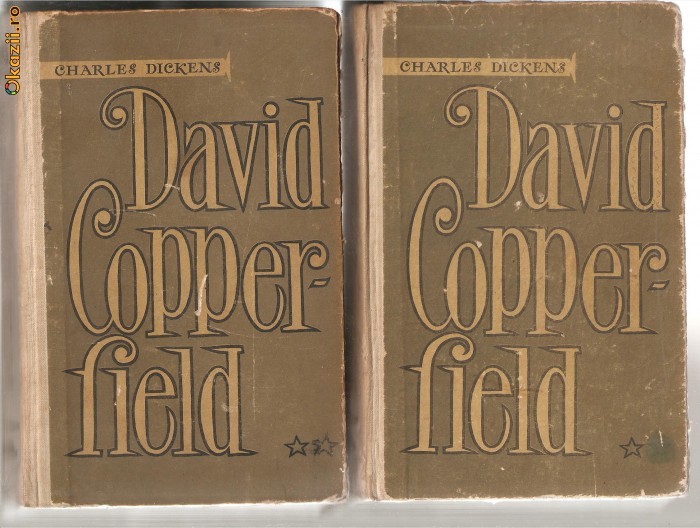 Okazii.ro
CHARLES DICKENS
David
Copper-
field
CHARLES DICKENS
David
Copper-
field